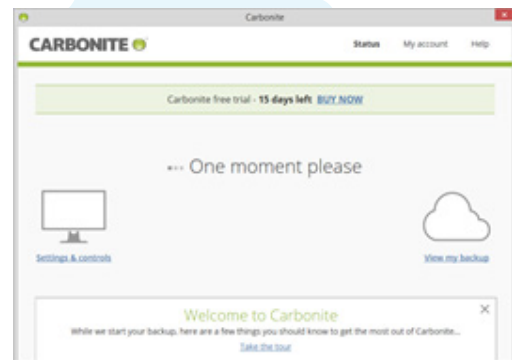 Carbonite
CARBONITE
Status My account Help
Carbonite free trial - 15 days left BUY NOW
One moment please
Settings & controls
View my backup
Welcome to Carbonite
While we start your backup, here are a few things you should know to get the most out of Carbonite...
Take the tour